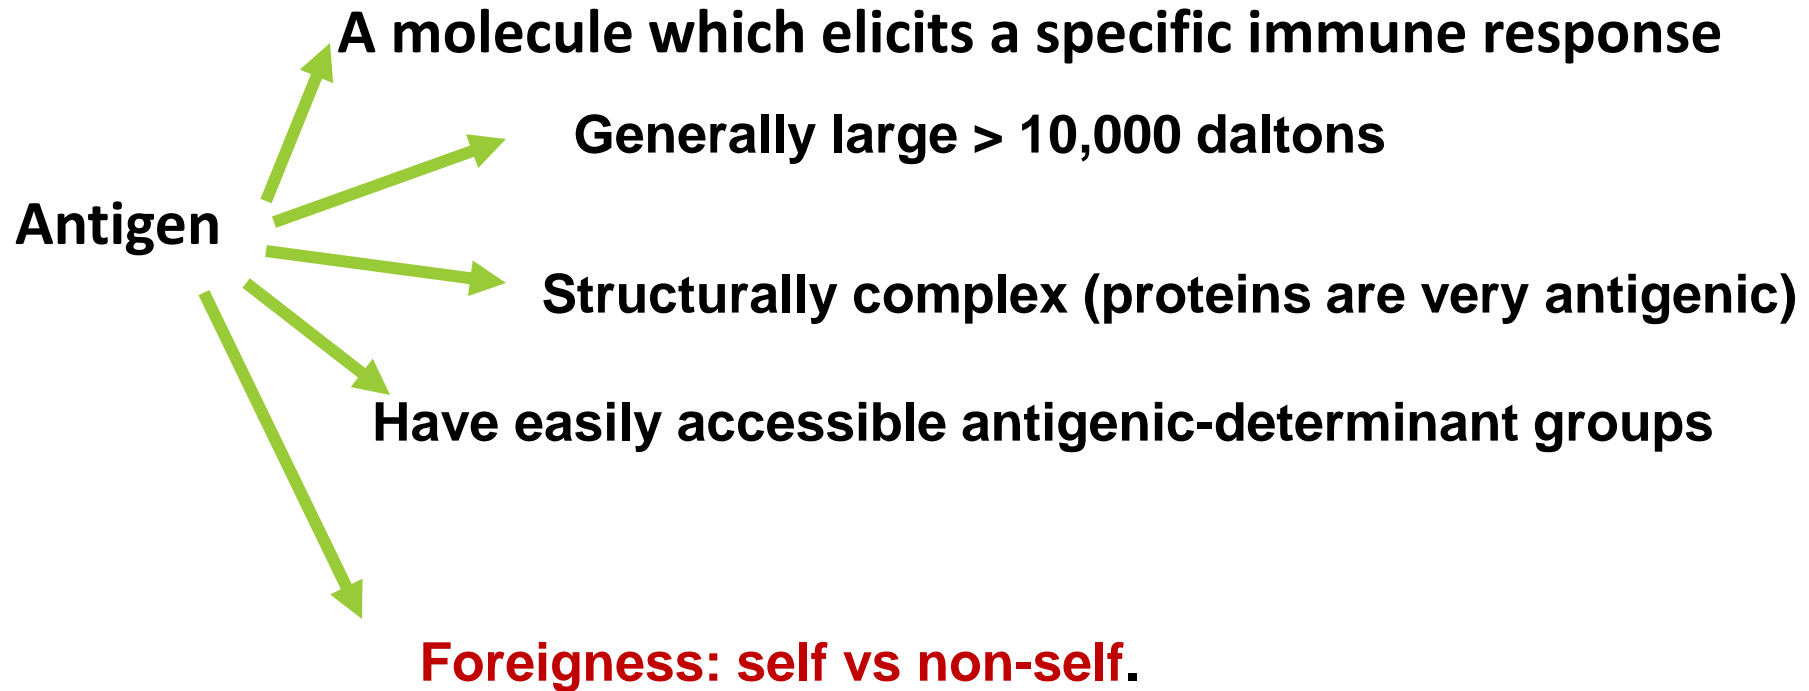 A molecule which elicits a specific immune response
Generally large > 10,000 daltons
Antigen
Structurally complex (proteins are very antigenic)
Have easily accessible antigenic-determinant groups
Foreigness: self vs non-self.